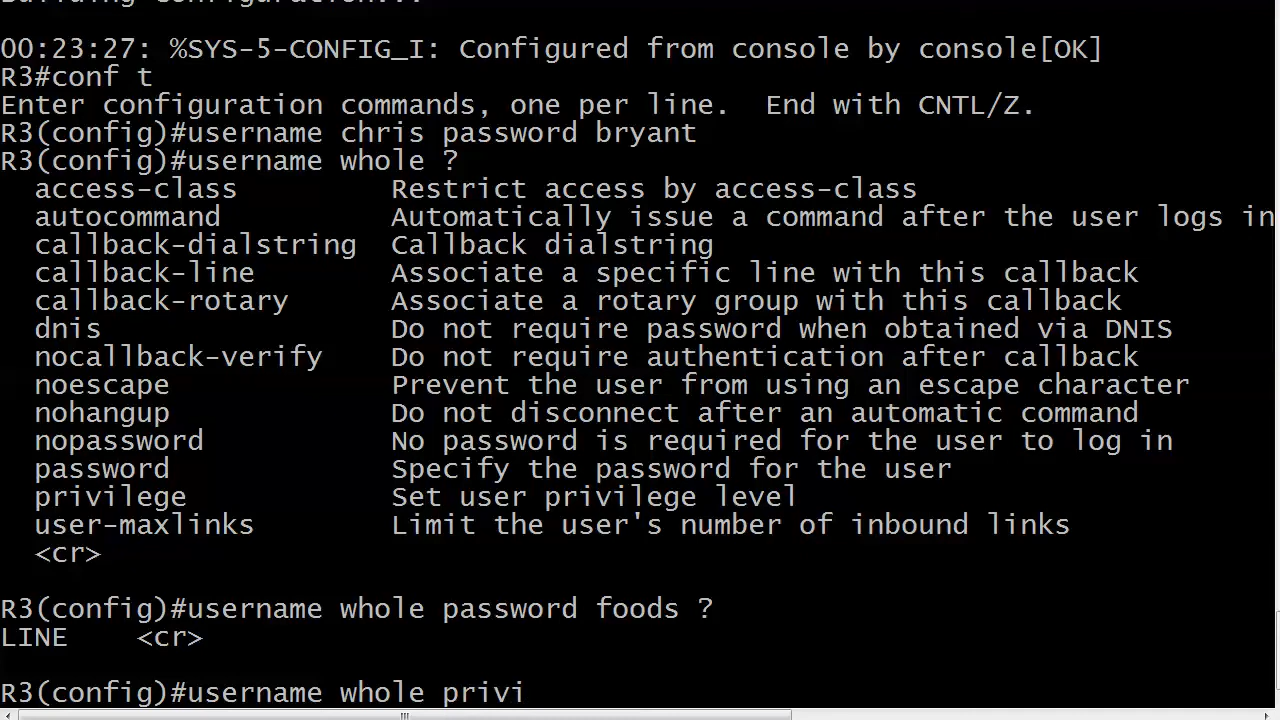 Building configuration...
00:23:27: %SYS-5-CONFIG_I: Configured from console by console[OK]
R3#conf t
Enter configuration commands, one per line.  End with CNTL/Z.
R3(config)#username chris password bryant
R3(config)#username whole ?
  access-class         Restrict access by access-class
  autocommand          Automatically issue a command after the user logs in
  callback-dialstring  Callback dialstring
  callback-line        Associate a specific line with this callback
  callback-rotary      Associate a rotary group with this callback
  dnis                 Do not require password when obtained via DNIS
  nocallback-verify    Do not require authentication after callback
  noescape             Prevent the user from using an escape character
  nohangup             Do not disconnect after an automatic command
  nopassword           No password is required for the user to log in
  password             Specify the password for the user
  privilege            Set user privilege level
  user-maxlinks        Limit the user's number of inbound links
  <cr>
R3(config)#username whole password foods ?
LINE    <cr>
R3(config)#username whole privi